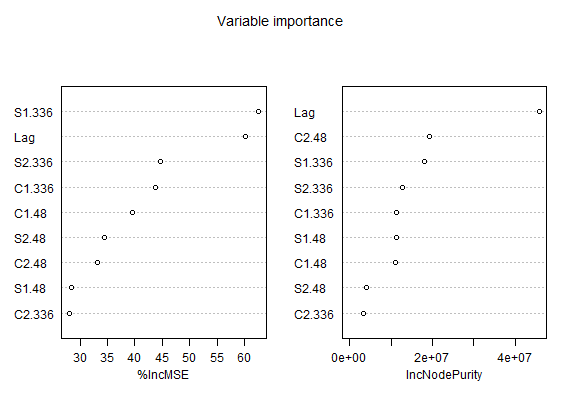 Variable importance
S1.336
Lag
S2.336
C1.336
C1.48
S2.48
C2.48
S1.48
C2.336
30 35 40 45 50 55 60
%IncMSE
Lag
C2.48
S1.336
S2.336
C1.336
S1.48
C1.48
S2.48
C2.336
0e+00 2e+07 4e+07
IncNodePurity